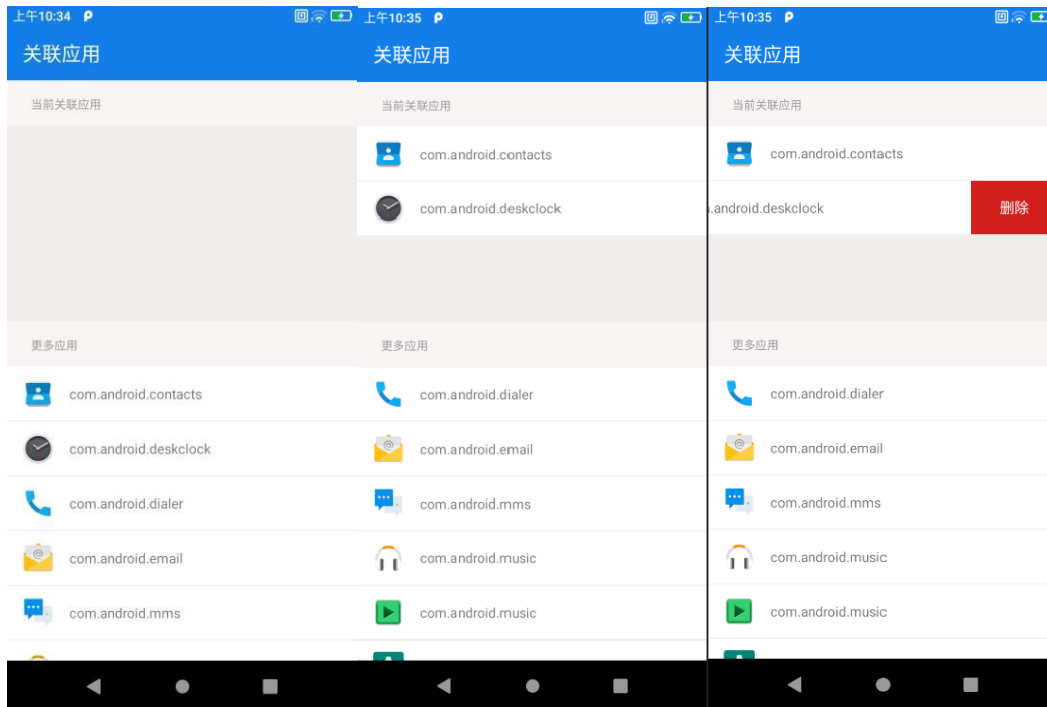 上午10:34
关联应用
当前关联应用
更多应用
com.android.contacts
com.android.deskclock
com.android.dialer
com.android.email
com.android.mms
上午10:35
关联应用
当前关联应用
com.android.contacts
com.android.deskclock
更多应用
com.android.dialer
com.android.email
com.android.mms
com.android.music
com.android.music
上午10:35
关联应用
当前关联应用
com.android.contacts
.android.deskclock
删除
更多应用
com.android.dialer
com.android.email
com.android.mms
com.android.music
com.android.music